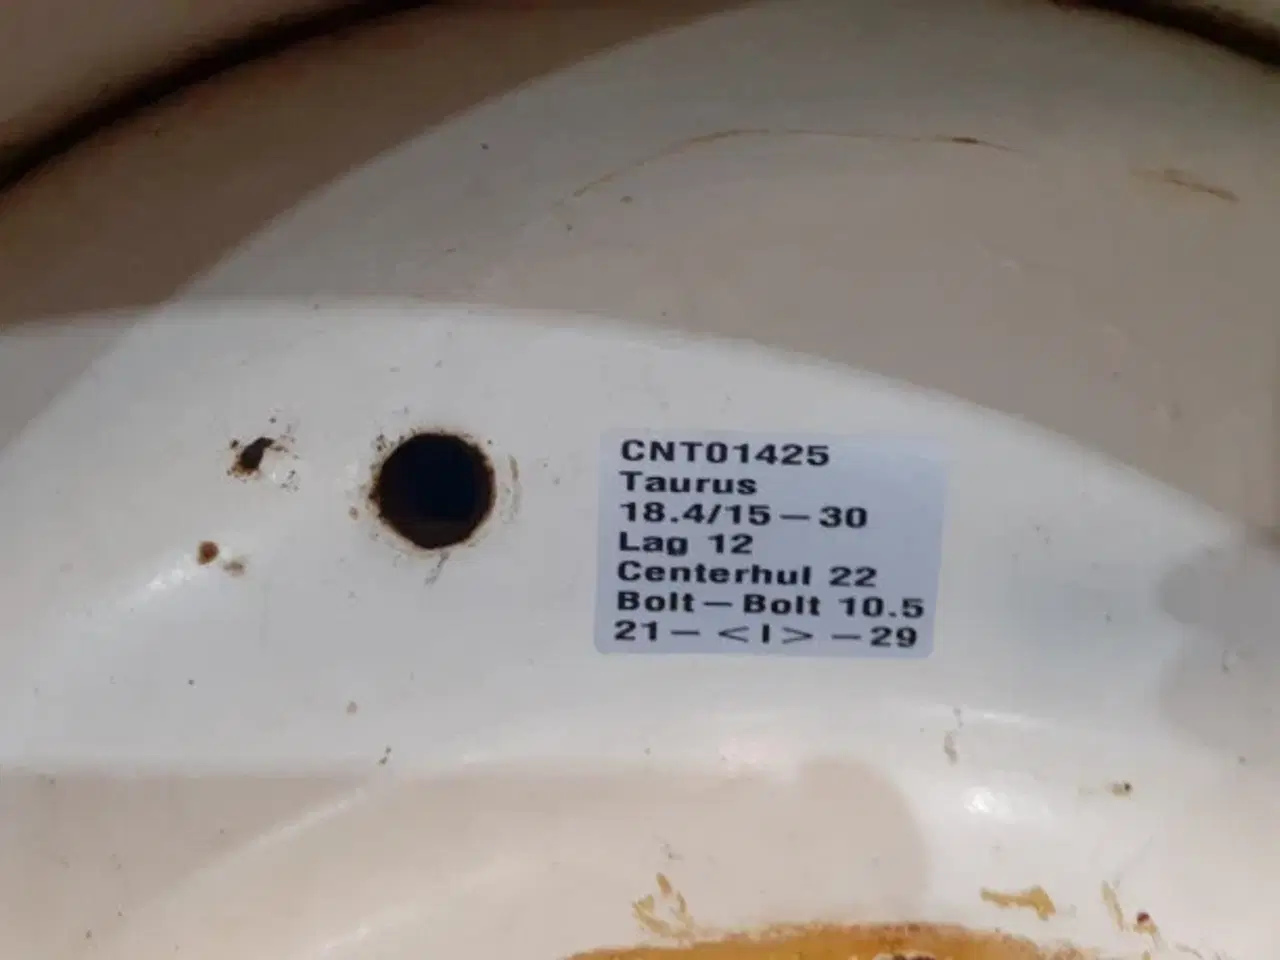 CNT01425
Taurus
18.4/15-30
Lag 12
Centerhul 22
Bolt-Bolt 10.5
21- <I> -29